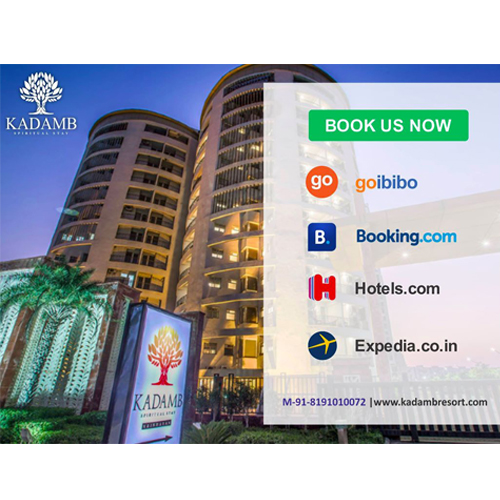 KADAMB
SPIRITUAL STAY
BOOK US NOW
go goibibo
B. Booking.com
H Hotels.com
Expedia.co.in
KADAMB
SPIRITUAL STAY
M-91-8191010072 |www.kadambresort.com